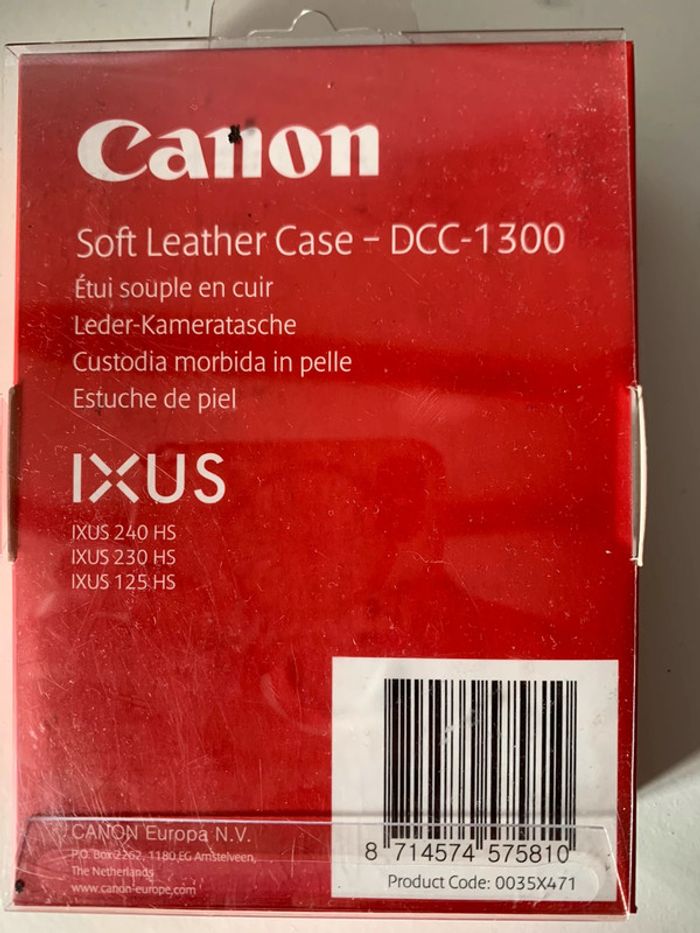 Canon
Soft Leather Case – DCC-1300
Étui souple en cuir
Leder-Kameratasche
Custodia morbida in pelle
Estuche de piel
IXUS
IXUS 240 HS
IXUS 230 HS
IXUS 125 HS
CANON Europa N.V.
P.O. Box 2262, 1180 EG Amstelveen,
The Netherlands
www.canon-europe.com
8 714574 575810
Product Code: 0035X471